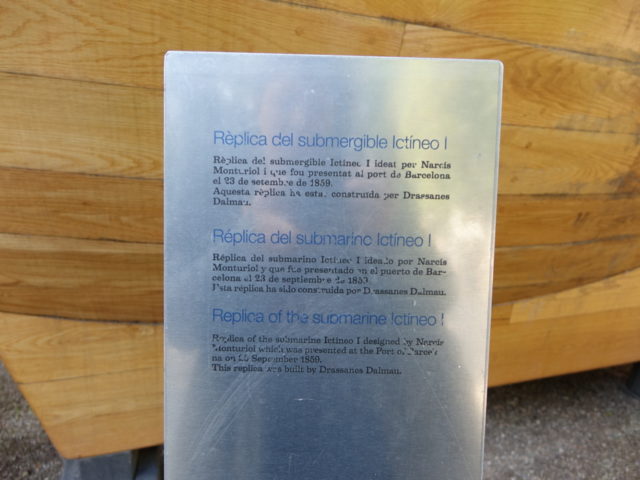 Rèplica del submergible Ictíneo I
Rèplica del submergible Ictíneo I ideat per Narcís
Monturiol i que fou presentat al port de Barcelona
el 23 de setembre de 1859.
Aquesta rèplica ha estat construïda per Drassanes
Dalmau.
Réplica del submarino Ictíneo I
Réplica del submarino Ictíneo I ideado por Narcís
Monturiol y que fue presentado en el puerto de Bar-
celona el 23 de septiembre de 1859.
Esta réplica ha sido construida por Drassanes Dalmau.
Replica of the submarine Ictineo I
Replica of the submarine Ictineo I designed by Narcis
Monturiol which was presented at the Port of Barcelo-
na on September 1859.
This replica was built by Drassanes Dalmau.